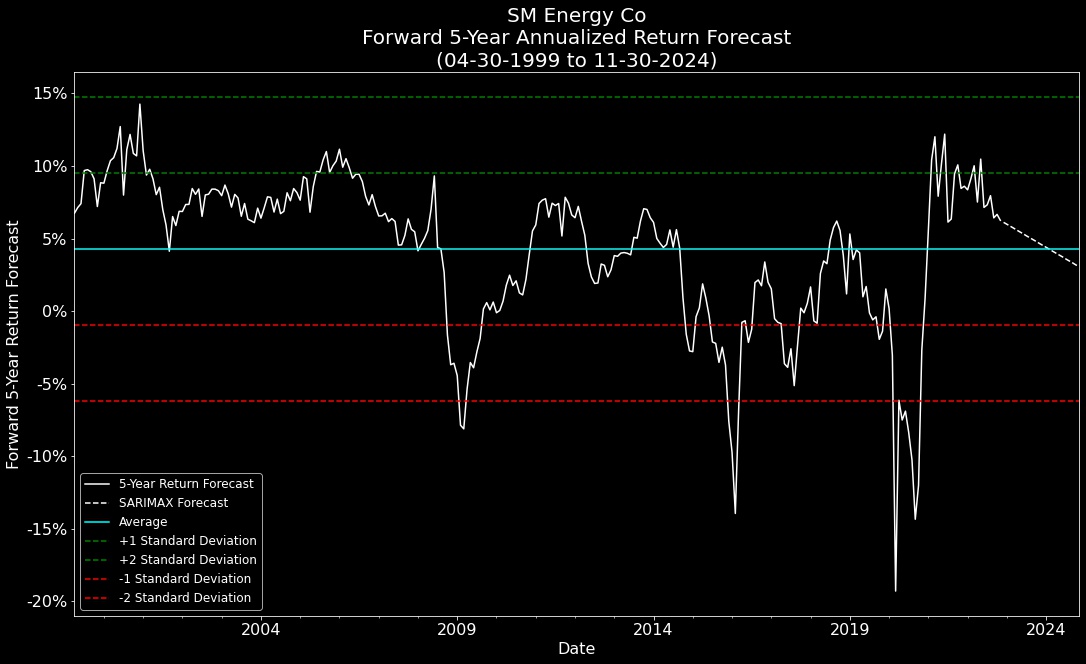 SM Energy Co
Forward 5-Year Annualized Return Forecast
(04-30-1999 to 11-30-2024)
Forward 5-Year Return Forecast
15%
10%
5%
0%
-5%
-10%
-15%
-20%
5-Year Return Forecast
SARIMAX Forecast
Average
+1 Standard Deviation
+2 Standard Deviation
-1 Standard Deviation
-2 Standard Deviation
2004 2009 2014 2019 2024
Date